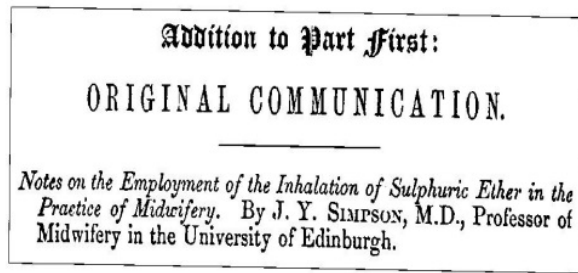 Addition to Part First:
ORIGINAL COMMUNICATION.
Notes on the Employment of the Inhalation of Sulphuric Ether in the
Practice of Midwifery. By J. Y. SIMPSON, M.D., Professor of
Midwifery in the University of Edinburgh.